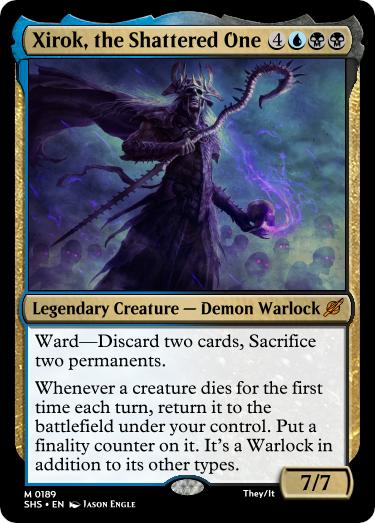 Xirok, the Shattered One 4
Legendary Creature — Demon Warlock
Ward—Discard two cards, Sacrifice
two permanents.
Whenever a creature dies for the first
time each turn, return it to the
battlefield under your control. Put a
finality counter on it. It's a Warlock in
addition to its other types.
7/7
M 0189
SHS • EN Jason Engle
They/It